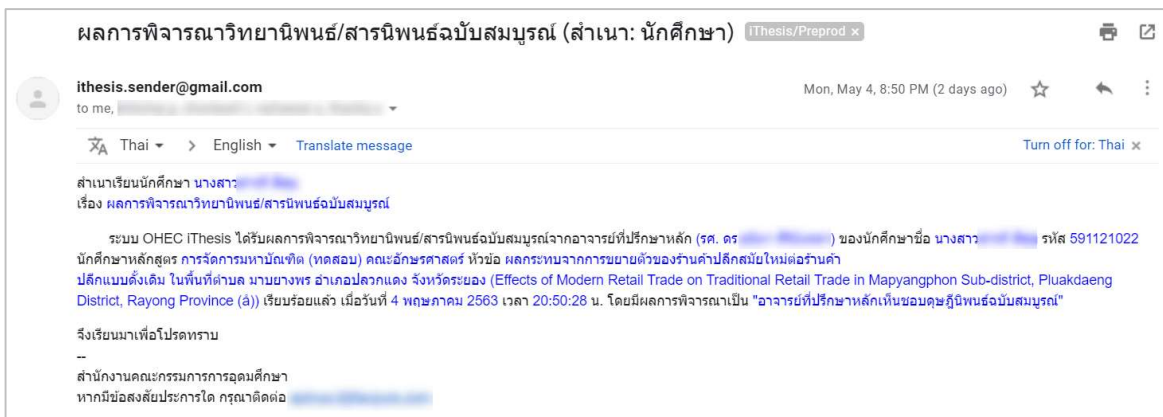 ผลการพิจารณาวิทยานิพนธ์/สารนิพนธ์ฉบับสมบูรณ์ (สำเนา: นักศึกษา) iThesis/Preprod x
ithesis.sender@gmail.com
Mon, May 4, 8:50 PM (2 days ago)
to me,
Thai > English Translate message
Turn off for: Thai x
สำเนาเรียนนักศึกษา นางสาว
เรื่อง ผลการพิจารณาวิทยานิพนธ์/สารนิพนธ์ฉบับสมบูรณ์
ระบบ OHEC iThesis ได้รับผลการพิจารณาวิทยานิพนธ์/สารนิพนธ์ฉบับสมบูรณ์จากอาจารย์ที่ปรึกษาหลัก (รศ. ดร ) ของนักศึกษาชื่อ นางสาว รหัส 591121022
นักศึกษาหลักสูตร การจัดการมหาบัณฑิต (ทดสอบ) คณะอักษรศาสตร์ หัวข้อ ผลกระทบจากการขยายตัวของร้านค้าปลีกสมัยใหม่ต่อร้านค้า
ปลีกแบบดั้งเดิม ในพื้นที่ตำบล มาบยางพร อำเภอปลวกแดง จังหวัดระยอง (Effects of Modern Retail Trade on Traditional Retail Trade in Mapyangphon Sub-district, Pluakdaeng
District, Rayong Province (á)) เรียบร้อยแล้ว เมื่อวันที่ 4 พฤษภาคม 2563 เวลา 20:50:28 น. โดยมีผลการพิจารณาเป็น "อาจารย์ที่ปรึกษาหลักเห็นชอบดุษฎีนิพนธ์ฉบับสมบูรณ์"
จึงเรียนมาเพื่อโปรดทราบ
--
สำนักงานคณะกรรมการการอุดมศึกษา
หากมีข้อสงสัยประการใด กรุณาติดต่อ